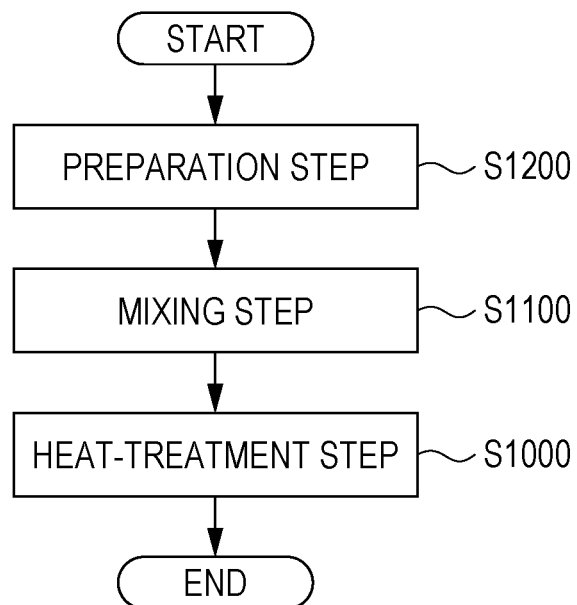 START
PREPARATION STEP S1200
MIXING STEP S1100
HEAT-TREATMENT STEP S1000
END